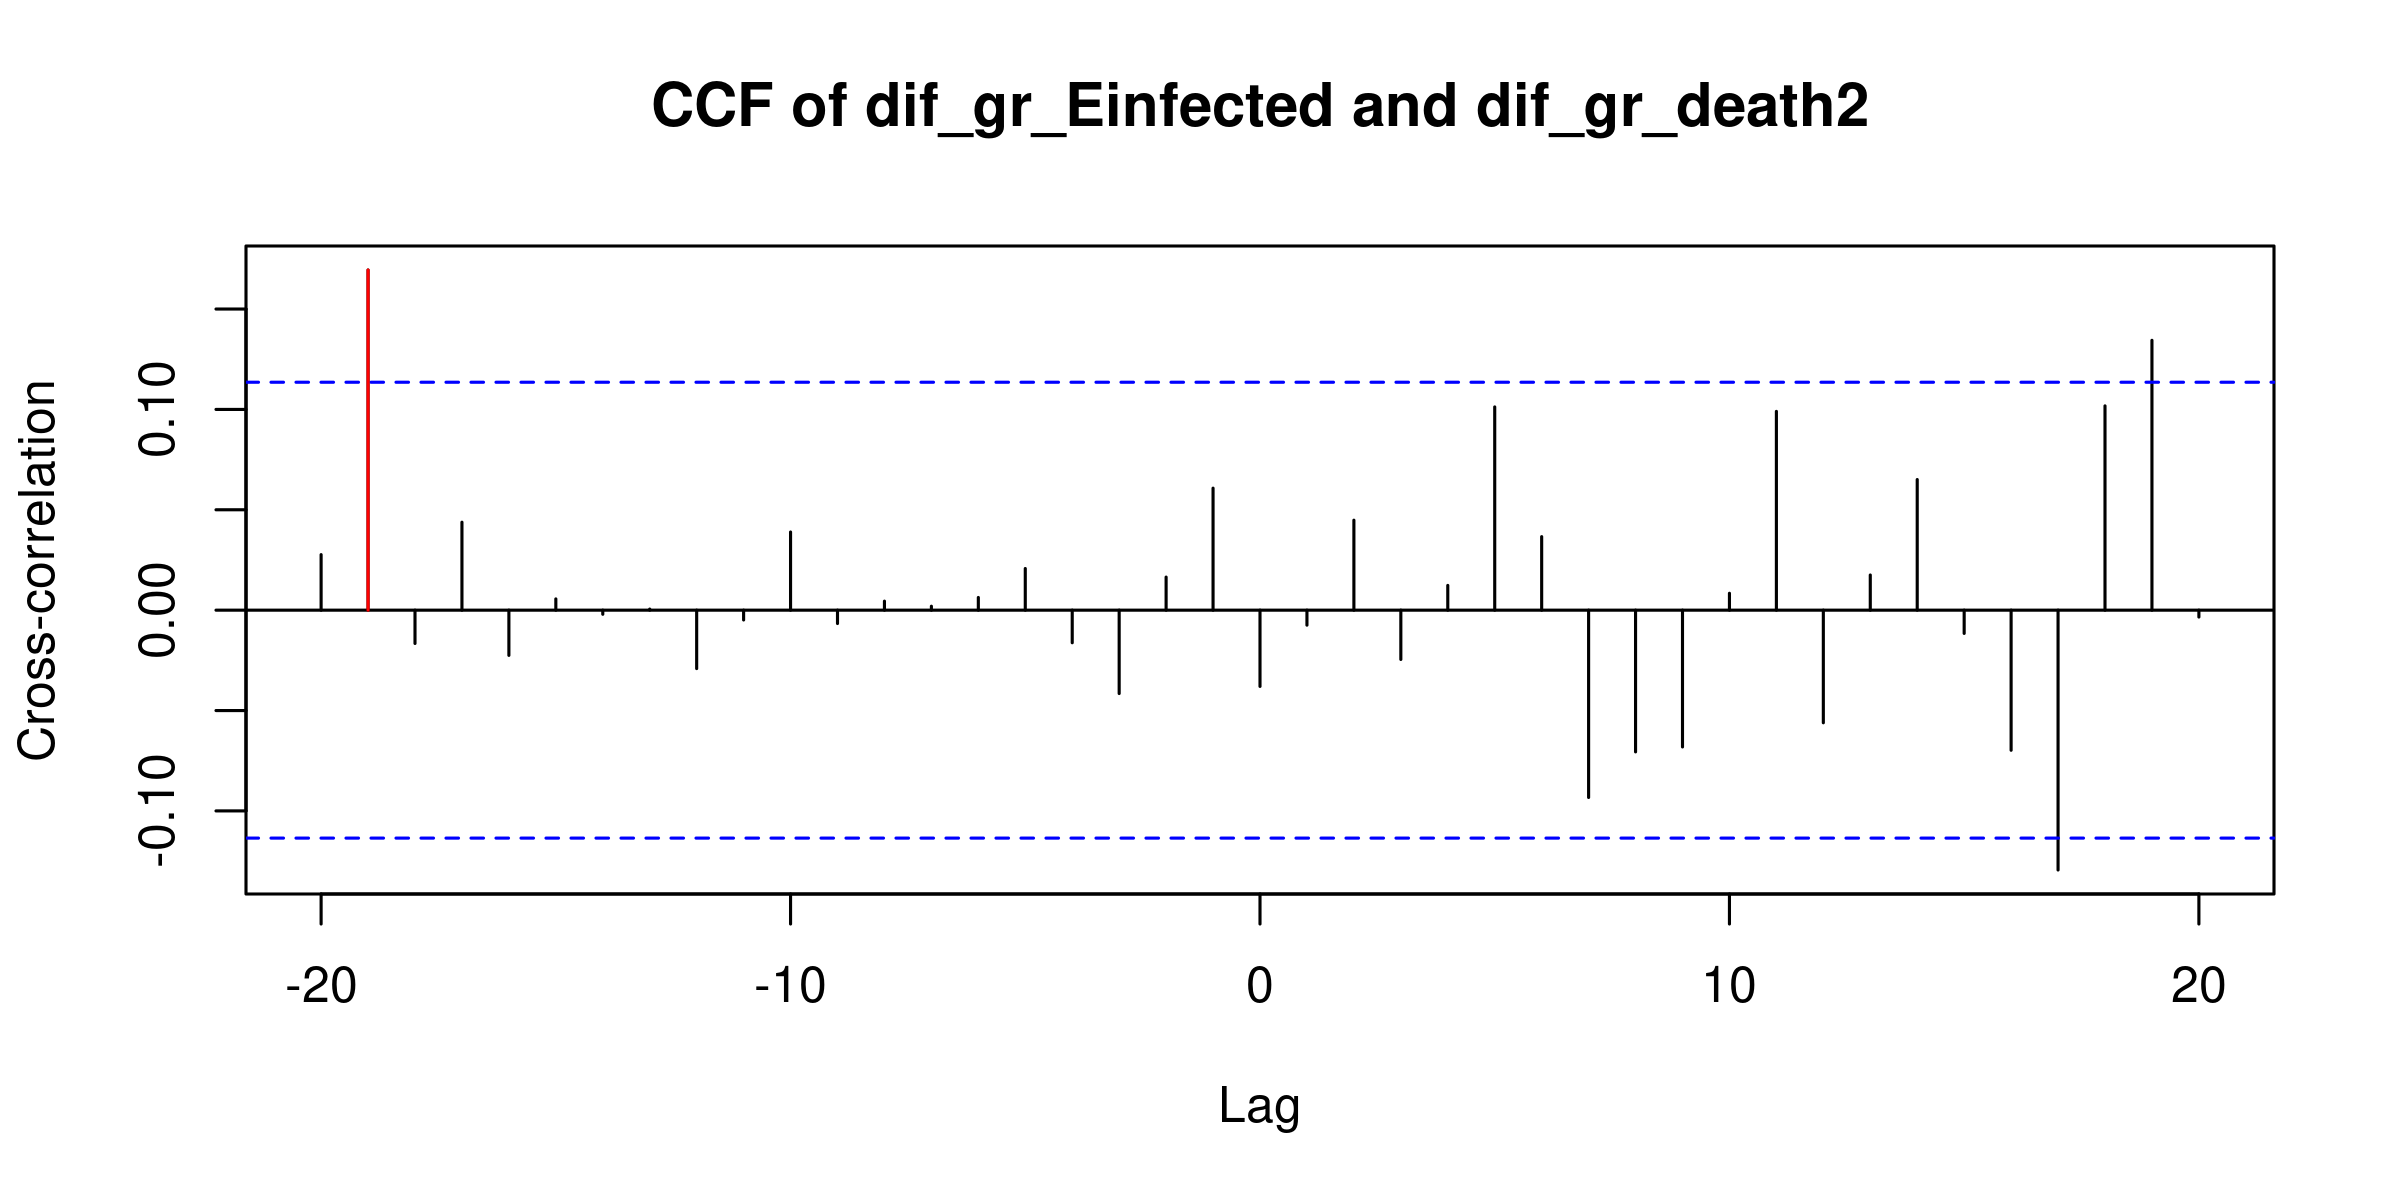 CCF of dif_gr_Einfected and dif_gr_death2
Cross-correlation
0.10
0.00
-0.10
-20
-10
0
10
20
Lag